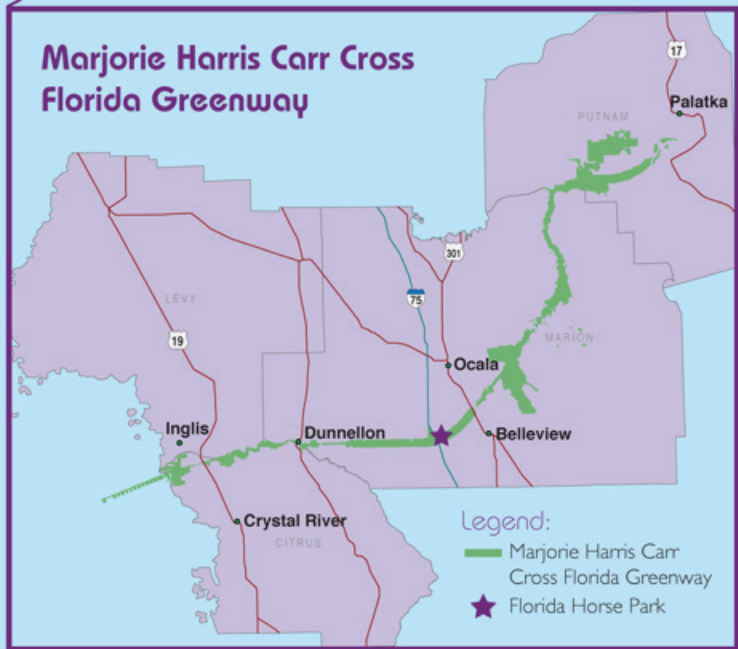 Marjorie Harris Carr Cross
Florida Greenway
17
Palatka
PUTNAM
301
75
LEVY
19
MARION
Ocala
Inglis
Dunnellon
Belleview
Crystal River
CITRUS
Legend:
Marjorie Harris Carr
Cross Florida Greenway
Florida Horse Park